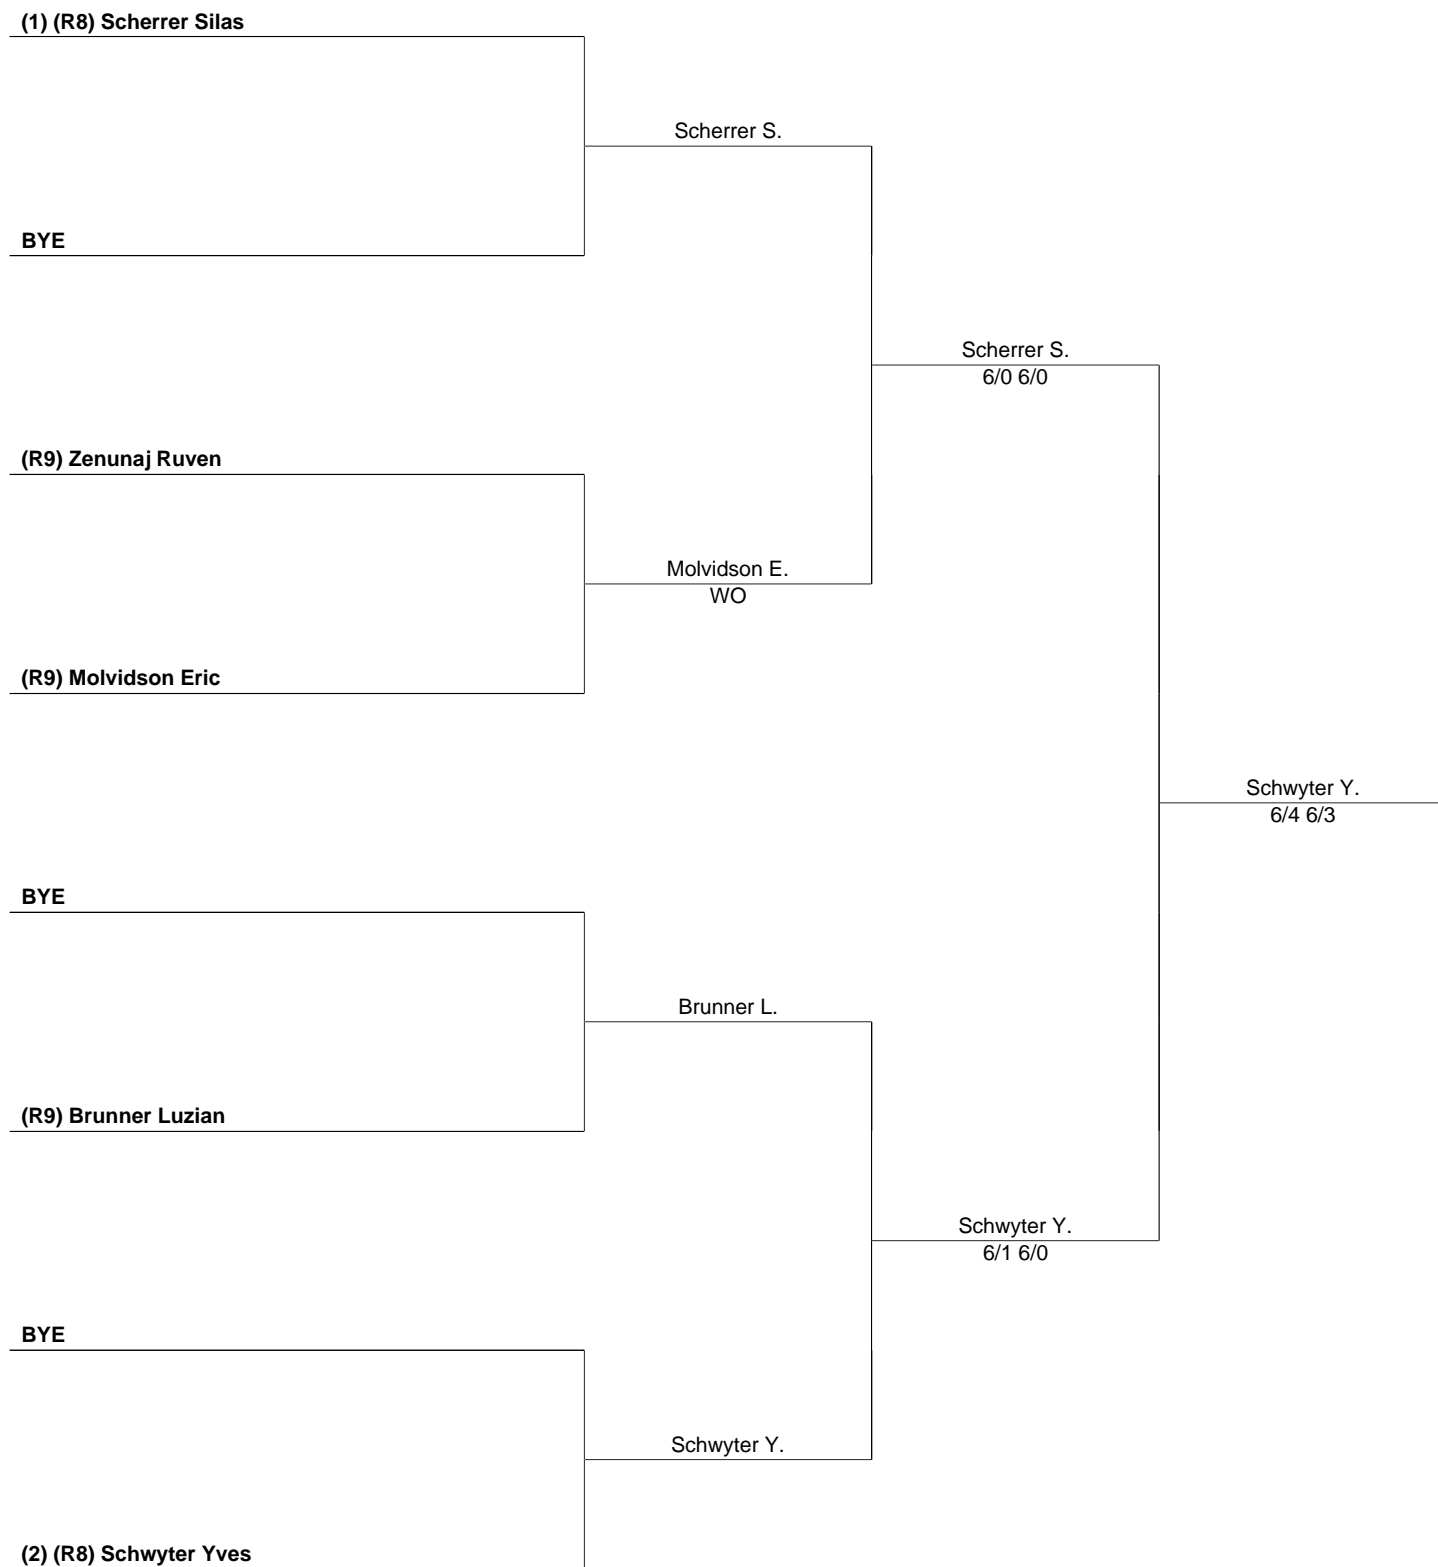 (1) (R8) Scherrer Silas
Scherrer S.
BYE
Scherrer S.
6/0 6/0
(R9) Zenunaj Ruven
Molvidson E.
WO
(R9) Molvidson Eric
Schwyter Y.
6/4 6/3
BYE
Brunner L.
(R9) Brunner Luzian
Schwyter Y.
6/1 6/0
BYE
Schwyter Y.
(2) (R8) Schwyter Yves